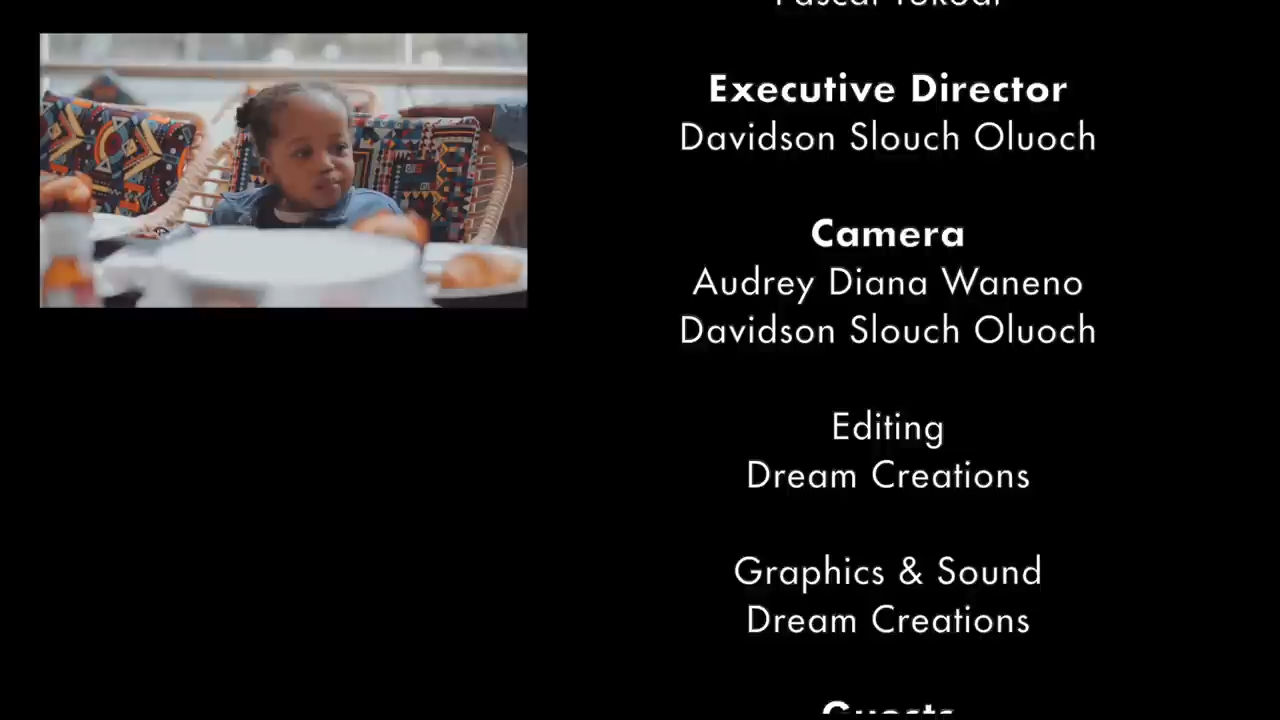 Executive Director
Davidson Slouch Oluoch
Camera
Audrey Diana Waneno
Davidson Slouch Oluoch
Editing
Dream Creations
Graphics & Sound
Dream Creations
Guests